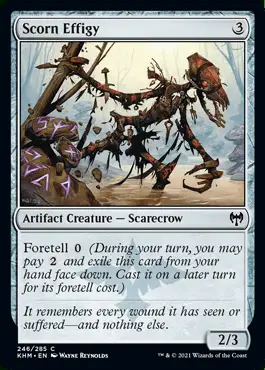 Scorn Effigy 3
Artifact Creature — Scarecrow
Foretell 0 (During your turn, you may
pay 2 and exile this card from
your hand face down. Cast it on a later turn
for its foretell cost.)
It remembers every wound it has seen or
suffered—and nothing else.
2/3
246/285 C
KHM • EN WAYNE REYNOLDS
™ & © 2021 Wizards of the Coast